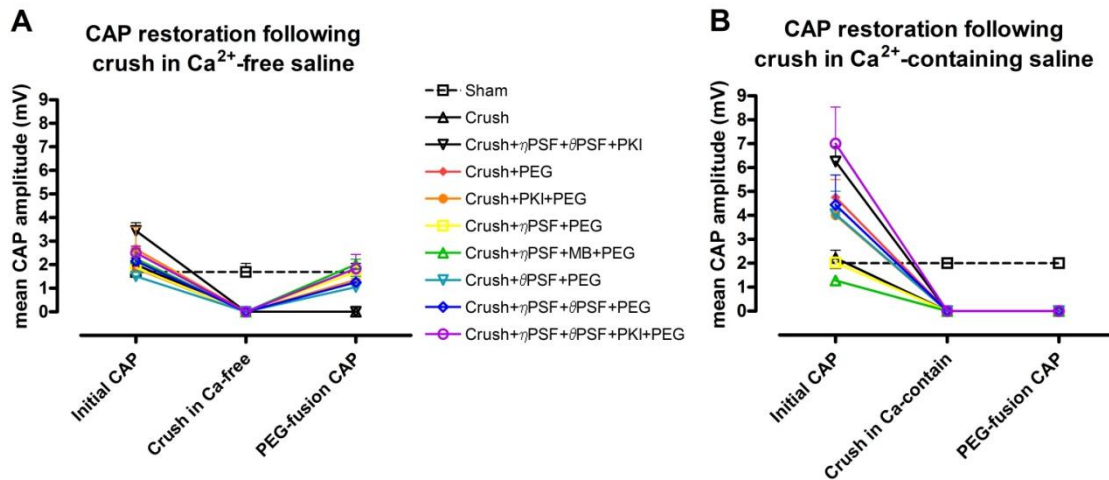 A
CAP restoration following
crush in Ca²⁺-free saline
mean CAP amplitude (mV)
9
8
7
6
5
4
3
2
1
0
Initial CAP
Crush in Ca-free
PEG-fusion CAP
Sham
Crush
Crush+ηPSF+θPSF+PKI
Crush+PEG
Crush+PKI+PEG
Crush+ηPSF+PEG
Crush+ηPSF+MB+PEG
Crush+θPSF+PEG
Crush+ηPSF+θPSF+PEG
Crush+ηPSF+θPSF+PKI+PEG
B
CAP restoration following
crush in Ca²⁺-containing saline
mean CAP amplitude (mV)
9
8
7
6
5
4
3
2
1
0
Initial CAP
Crush in Ca-contain
PEG-fusion CAP